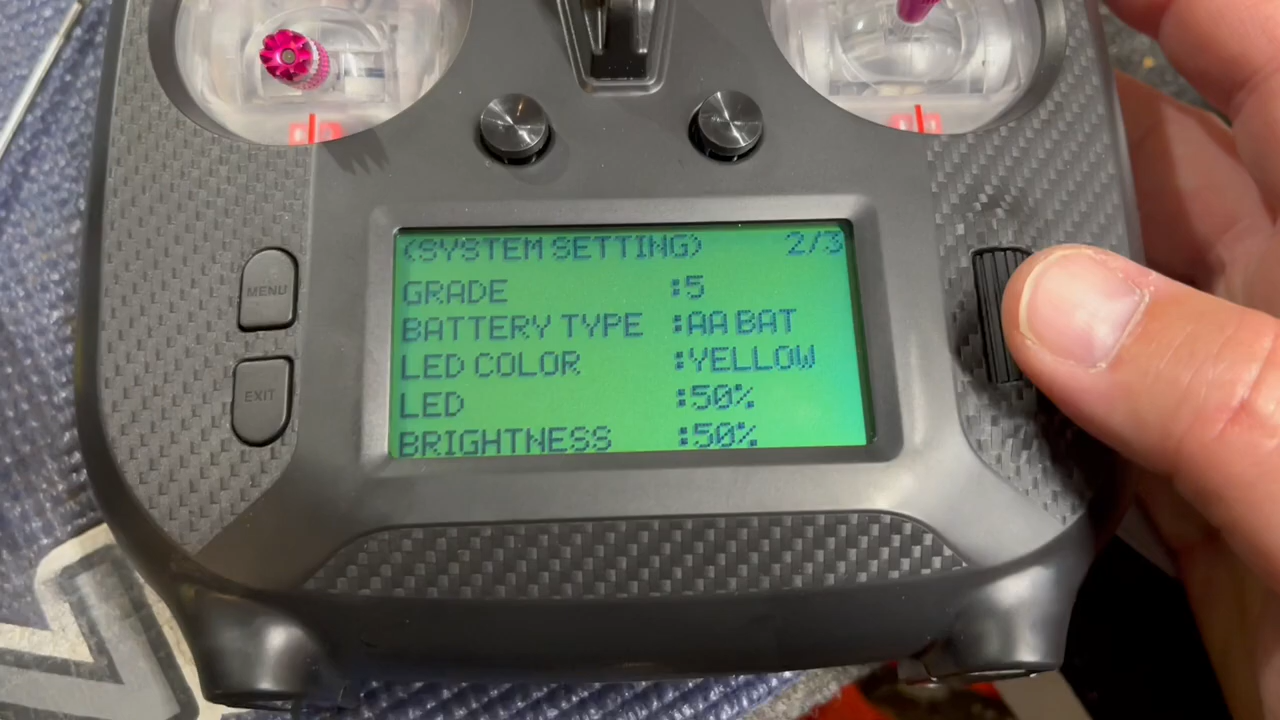 (SYSTEM SETTING) 2/3
GRADE :5
BATTERY TYPE :AA BAT
LED COLOR :YELLOW
LED :50%
BRIGHTNESS :50%
MENU
EXIT